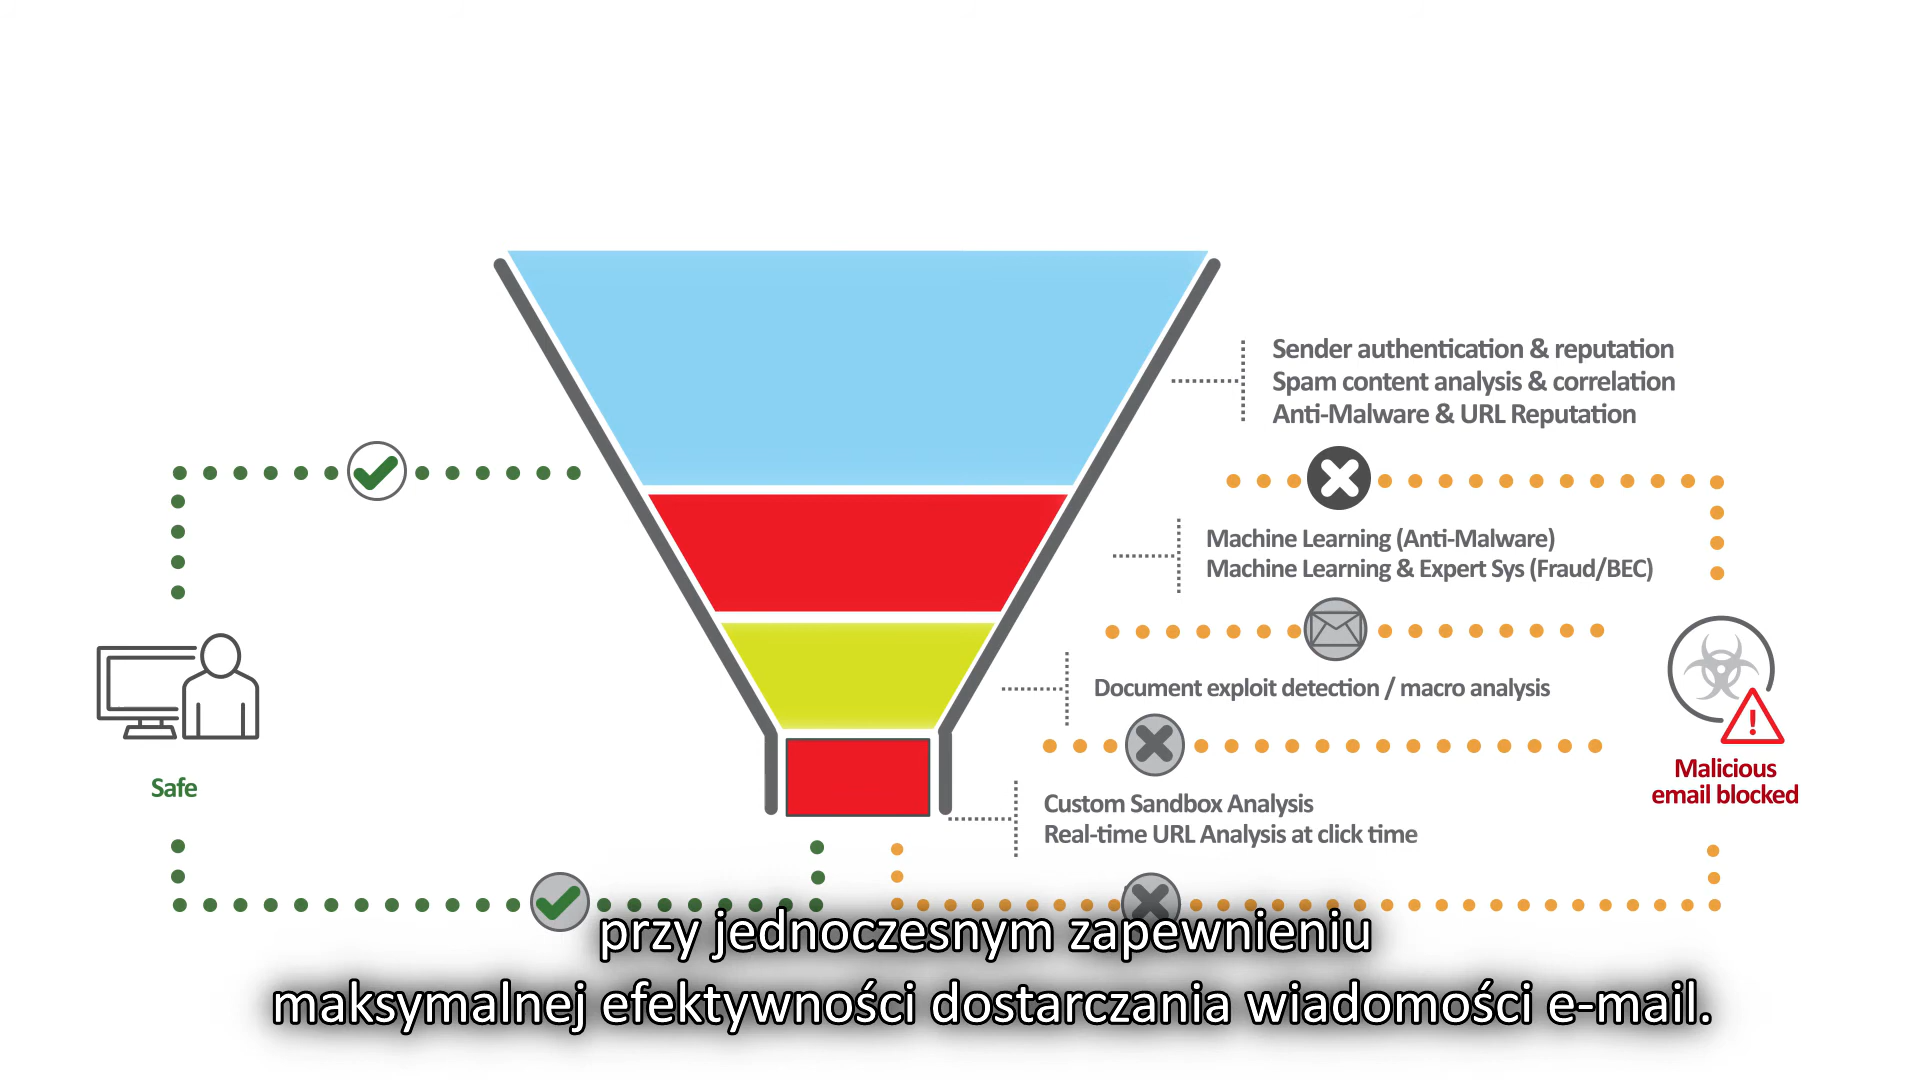 Sender authentication & reputation
Spam content analysis & correlation
Anti-Malware & URL Reputation
Machine Learning (Anti-Malware)
Machine Learning & Expert Sys (Fraud/BEC)
Document exploit detection / macro analysis
Custom Sandbox Analysis
Real-time URL Analysis at click time
Safe
Malicious
email blocked
przy jednoczesnym zapewnieniu
maksymalnej efektywności dostarczania wiadomości e-mail.